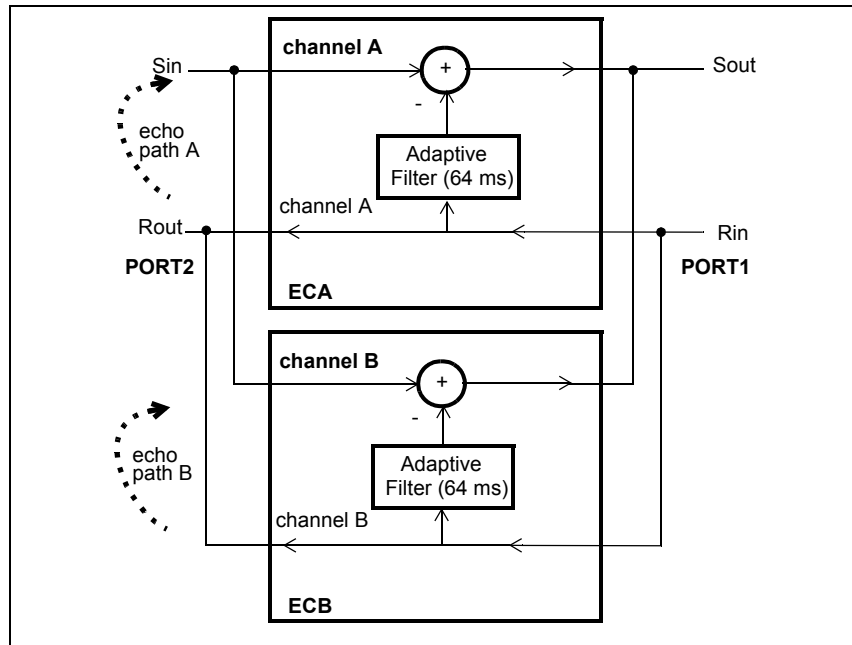 channel A
Sin
+
Sout
-
echo
path A
Adaptive
Filter (64 ms)
channel A
Rout
Rin
PORT2
PORT1
ECA
channel B
+
-
echo
path B
Adaptive
Filter (64 ms)
channel B
ECB